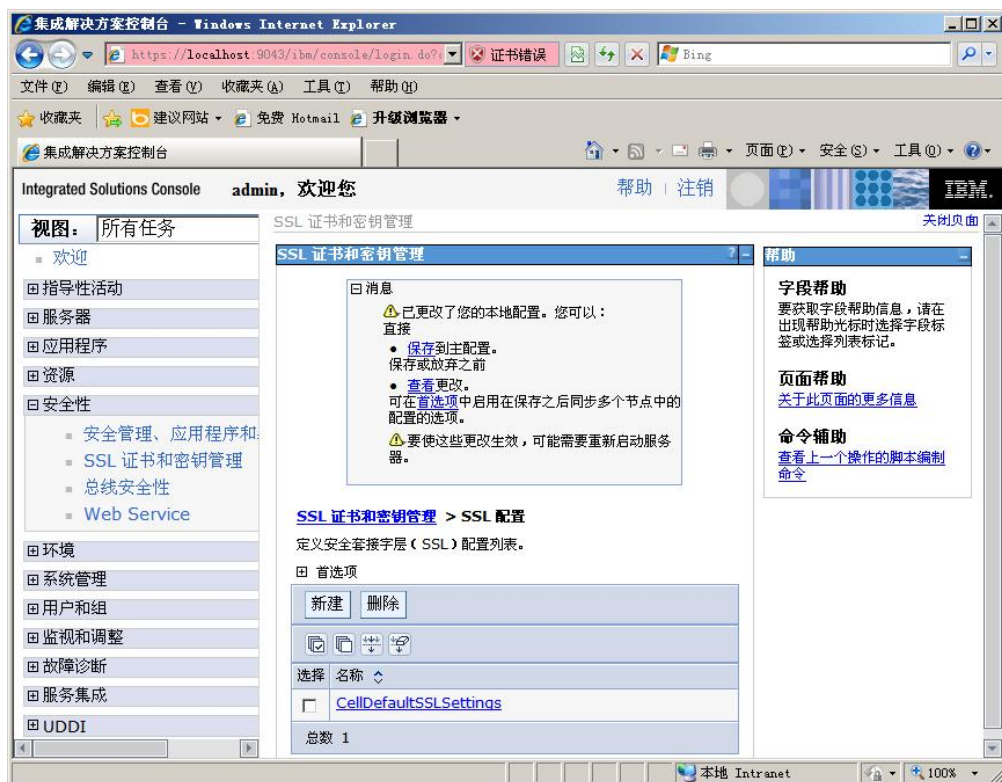 集成解决方案控制台 - Windows Internet Explorer
https://localhost:9043/ibm/console/login.do? 证书错误 Bing
文件(F) 编辑(E) 查看(V) 收藏夹(A) 工具(T) 帮助(H)
收藏夹 建议网站 免费 Hotmail 升级浏览器
集成解决方案控制台 页面(P) 安全(S) 工具(O)
Integrated Solutions Console admin, 欢迎您 帮助 | 注销 IBM.
视图: 所有任务
欢迎
指导性活动
服务器
应用程序
资源
安全性
安全管理、应用程序和
SSL 证书和密钥管理
总线安全性
Web Service
环境
系统管理
用户和组
监视和调整
故障诊断
服务集成
UDDI
SSL 证书和密钥管理 关闭页面
SSL 证书和密钥管理 ? -
消息
已更改了您的本地配置。您可以：
直接
• 保存到主配置。
保存或放弃之前
• 查看更改。
可在首选项中启用在保存之后同步多个节点中的
配置的选项。
要使这些更改生效，可能需要重新启动服务
器。
SSL 证书和密钥管理 > SSL 配置
定义安全套接字层（SSL）配置列表。
首选项
新建 删除
选择 名称
CellDefaultSSLSettings
总数 1
帮助
字段帮助
要获取字段帮助信息，请在
出现帮助光标时选择字段标
签或选择列表标记。
页面帮助
关于此页面的更多信息
命令辅助
查看上一个操作的脚本编制
命令
本地 Intranet 100%